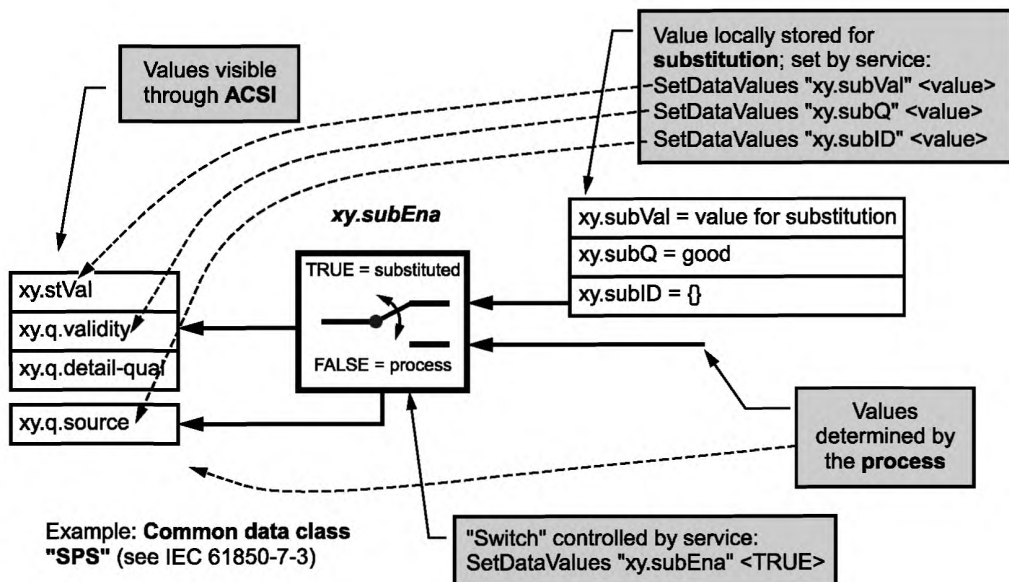 Values visible
through ACSI
Value locally stored for
substitution; set by service:
SetDataValues "xy.subVal" <value>
SetDataValues "xy.subQ" <value>
SetDataValues "xy.subID" <value>
xy.subEna
xy.subVal = value for substitution
xy.subQ = good
xy.subID = {}
TRUE = substituted
FALSE = process
xy.stVal
xy.q.validity
xy.q.detail-qual
xy.q.source
Values
determined by
the process
Example: Common data class
"SPS" (see IEC 61850-7-3)
"Switch" controlled by service:
SetDataValues "xy.subEna" <TRUE>